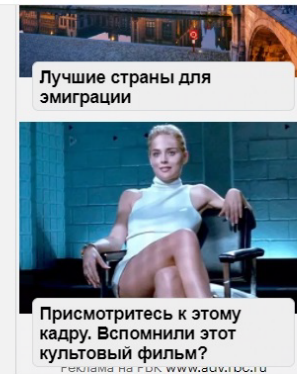 Лучшие страны для
эмиграции
Присмотритесь к этому
кадру. Вспомнили этот
культовый фильм?
Реклама на РБК www.adv.rbc.ru